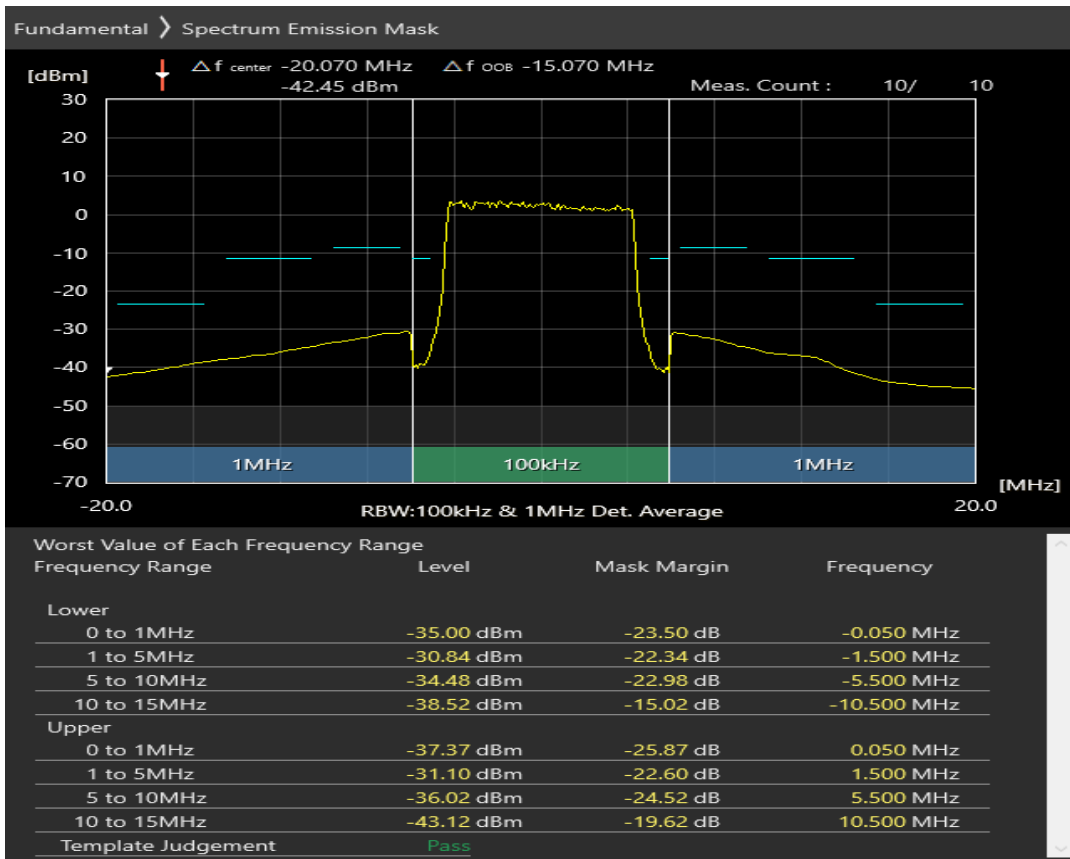 Fundamental ❯ Spectrum Emission Mask
[dBm]
△f center -20.070 MHz △f OOB -15.070 MHz
-42.45 dBm
Meas. Count : 10/ 10
30
20
10
0
-10
-20
-30
-40
-50
-60
-70
1MHz 100kHz 1MHz
[MHz]
-20.0 RBW:100kHz & 1MHz Det. Average 20.0
Worst Value of Each Frequency Range
Frequency Range Level Mask Margin Frequency
Lower
0 to 1MHz -35.00 dBm -23.50 dB -0.050 MHz
1 to 5MHz -30.84 dBm -22.34 dB -1.500 MHz
5 to 10MHz -34.48 dBm -22.98 dB -5.500 MHz
10 to 15MHz -38.52 dBm -15.02 dB -10.500 MHz
Upper
0 to 1MHz -37.37 dBm -25.87 dB 0.050 MHz
1 to 5MHz -31.10 dBm -22.60 dB 1.500 MHz
5 to 10MHz -36.02 dBm -24.52 dB 5.500 MHz
10 to 15MHz -43.12 dBm -19.62 dB 10.500 MHz
Template Judgement Pass